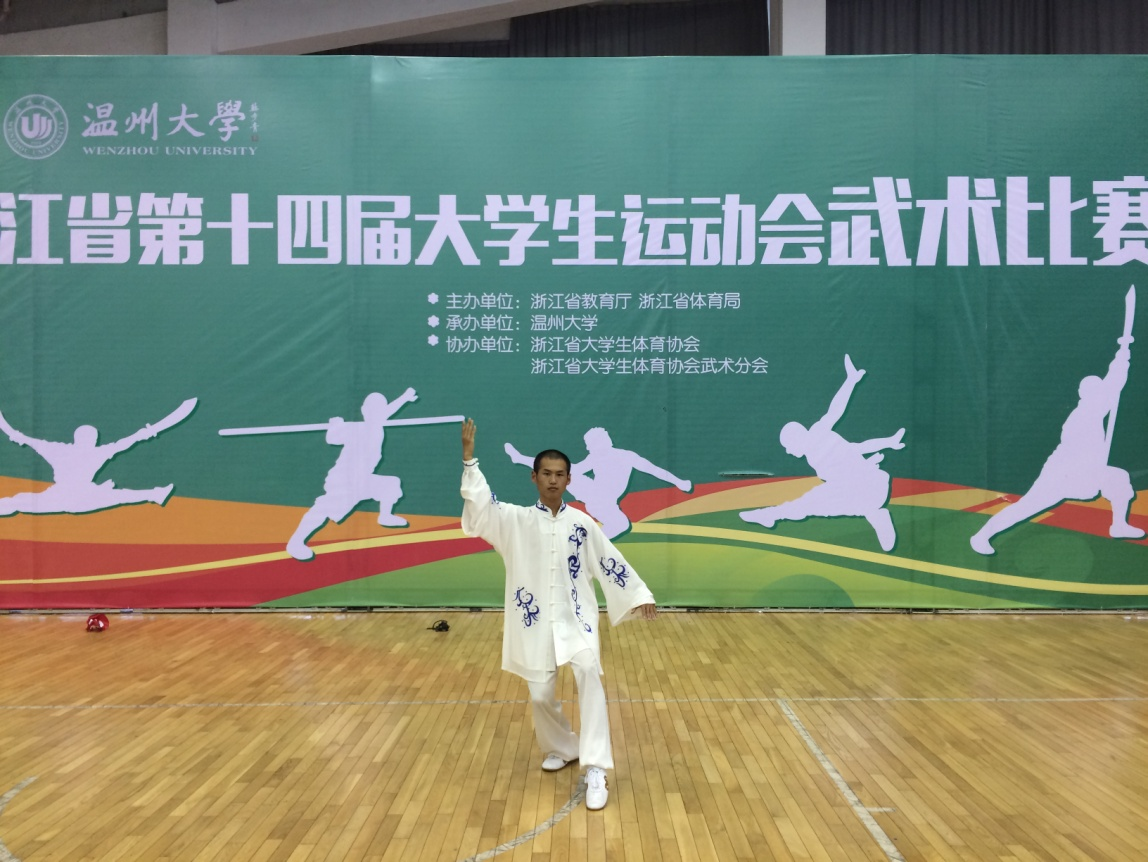 温州大學
WENZHOU UNIVERSITY
江省第十四届大学生运动会武术比赛
主办单位：浙江省教育厅 浙江省体育局
承办单位：温州大学
协办单位：浙江省大学生体育协会
浙江省大学生体育协会武术分会